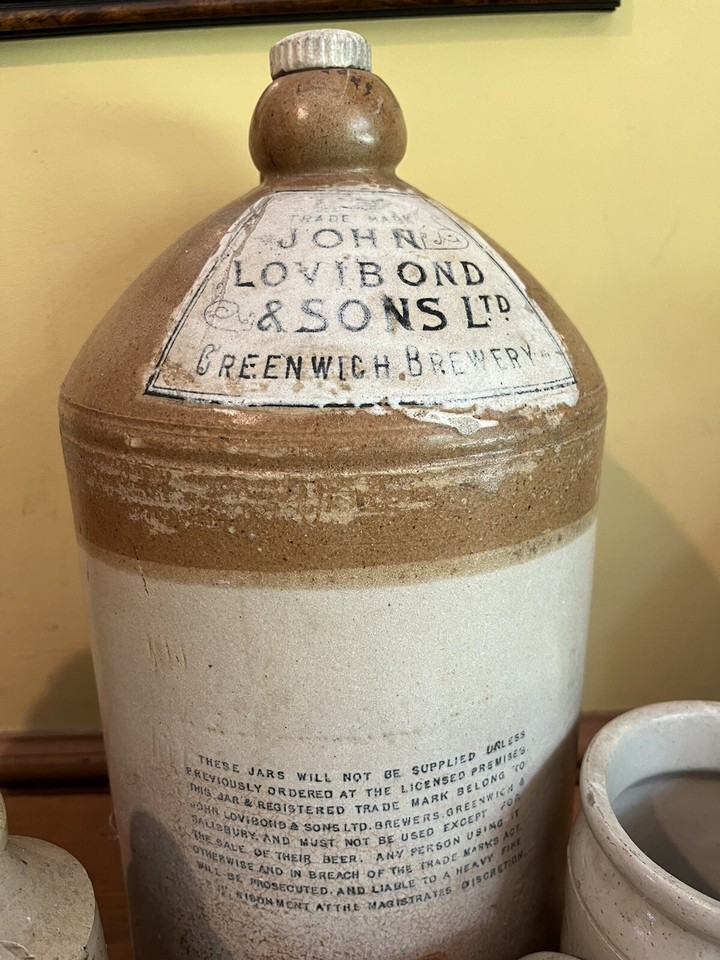 TRADE MARK
JOHN
LOVIBOND
& SONS LTD
GREENWICH BREWERY
THESE JARS WILL NOT BE SUPPLIED UNLESS
PREVIOUSLY ORDERED AT THE LICENSED PREMISES.
THIS JAR & REGISTERED TRADE MARK BELONG TO
JOHN LOVIBOND & SONS LTD. BREWERS. GREENWICH &
SALISBURY. AND MUST NOT BE USED EXCEPT FOR
THE SALE OF THEIR BEER. ANY PERSON USING IT
OTHERWISE AND IN BREACH OF THE TRADE MARKS ACT.
WILL BE PROSECUTED. AND LIABLE TO A HEAVY FINE
IMPRISONMENT AT THE MAGISTRATES DISCRETION.